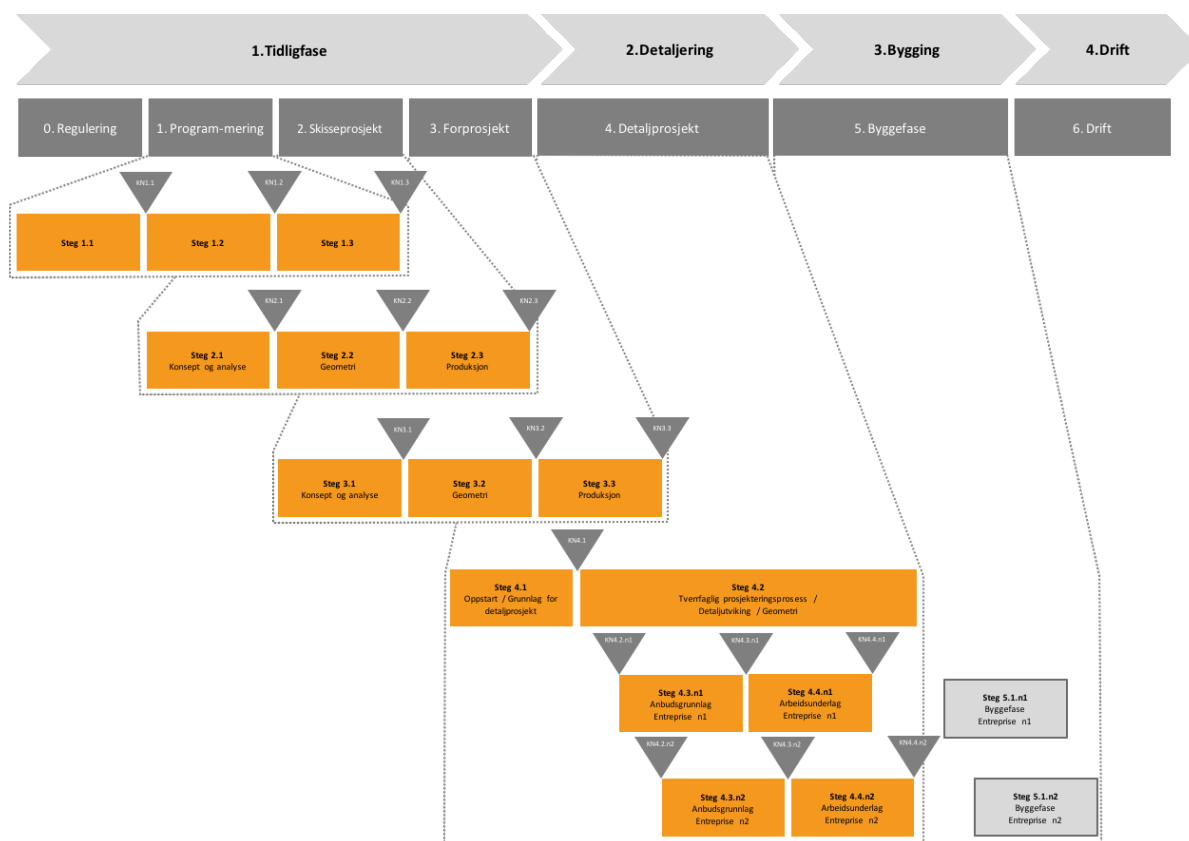 1.Tidligfase
2.Detaljering
3.Bygging
4.Drift
0. Regulering
1. Program-mering
2. Skisseprosjekt
3. Forprosjekt
4. Detaljprosjekt
5. Byggefase
6. Drift
KN1.1
KN1.2
KN1.3
Steg 1.1
Steg 1.2
Steg 1.3
KN2.1
KN2.2
KN2.3
Steg 2.1
Konsept og analyse
Steg 2.2
Geometri
Steg 2.3
Produksjon
KN3.1
KN3.2
KN3.3
Steg 3.1
Konsept og analyse
Steg 3.2
Geometri
Steg 3.3
Produksjon
KN4.1
Steg 4.1
Oppstart / Grunnlag for
detaljprosjekt
Steg 4.2
Tverrfaglig prosjekteringsprosess /
Detaljutviking / Geometri
KN4.2.n1
KN4.3.n1
KN4.4.n1
Steg 4.3.n1
Anbudsgrunnlag
Entreprise n1
Steg 4.4.n1
Arbeidsunderlag
Entreprise n1
Steg 5.1.n1
Byggefase
Entreprise n1
KN4.2.n2
KN4.3.n2
KN4.4.n2
Steg 4.3.n2
Anbudsgrunnlag
Entreprise n2
Steg 4.4.n2
Arbeidsunderlag
Entreprise n2
Steg 5.1.n2
Byggefase
Entreprise n2